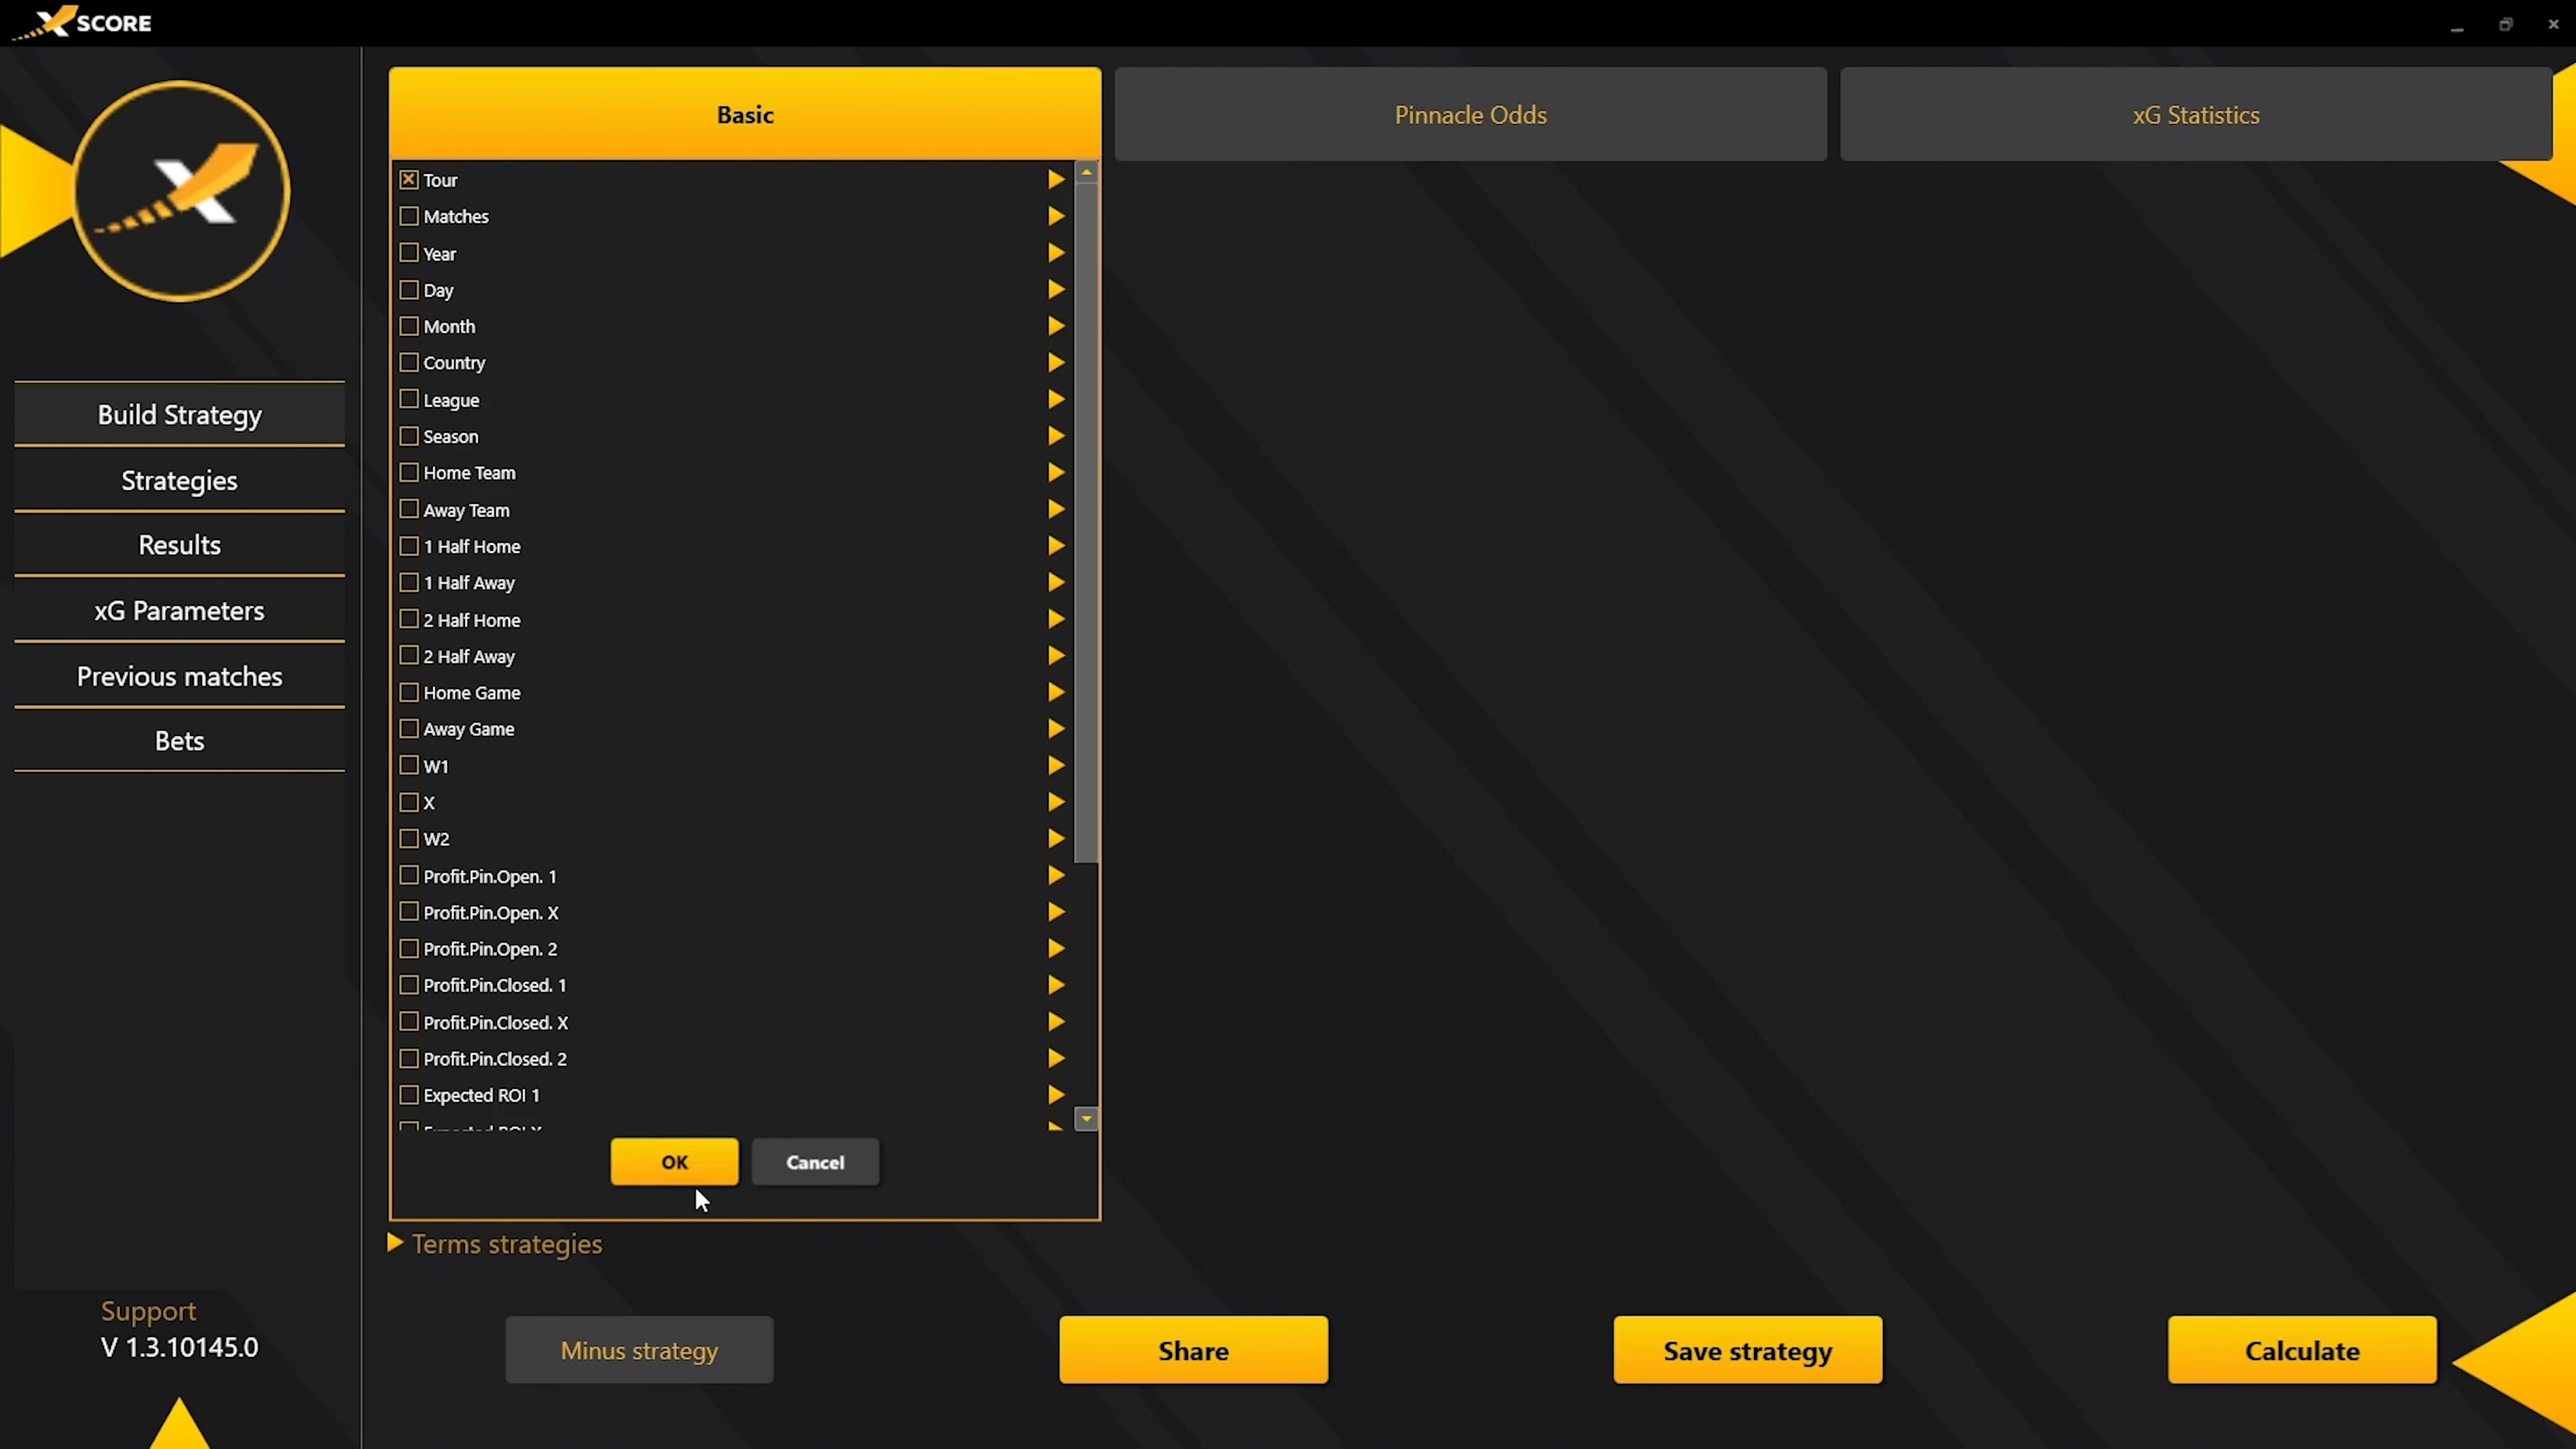 XSCORE
Basic
Pinnacle Odds
xG Statistics
Tour
Matches
Year
Day
Month
Country
League
Season
Home Team
Away Team
1 Half Home
1 Half Away
2 Half Home
2 Half Away
Home Game
Away Game
W1
X
W2
Profit.Pin.Open. 1
Profit.Pin.Open. X
Profit.Pin.Open. 2
Profit.Pin.Closed. 1
Profit.Pin.Closed. X
Profit.Pin.Closed. 2
Expected ROI 1
Expected ROI X
OK
Cancel
Terms strategies
Build Strategy
Strategies
Results
xG Parameters
Previous matches
Bets
Support
V 1.3.10145.0
Minus strategy
Share
Save strategy
Calculate